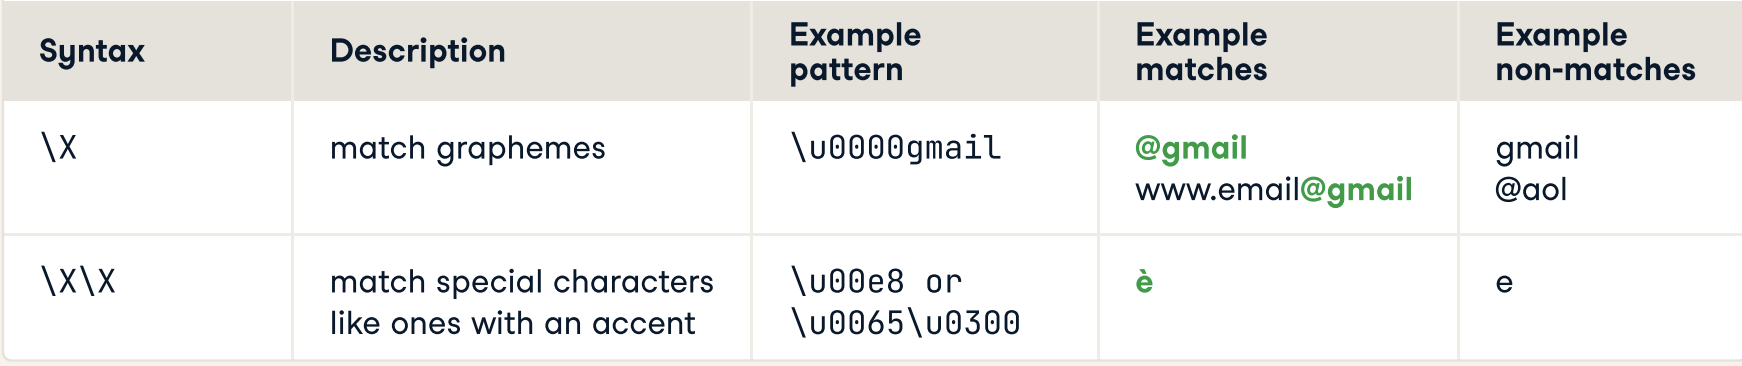 Syntax
Description
Example
pattern
Example
matches
Example
non-matches
\X
match graphemes
\u0000gmail
@gmail
www.email@gmail
gmail
@aol
\X\X
match special characters
like ones with an accent
\u00e8 or
\u0065\u0300
è
e